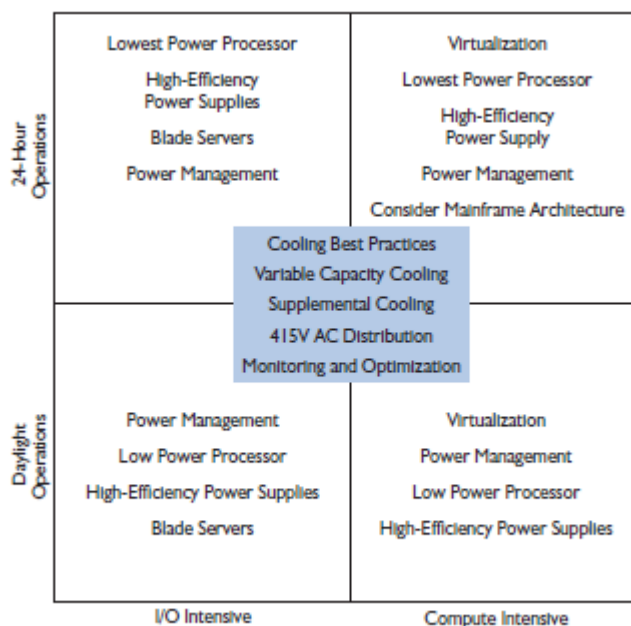 24-Hour
Operations
Lowest Power Processor
High-Efficiency
Power Supplies
Blade Servers
Power Management
Virtualization
Lowest Power Processor
High-Efficiency
Power Supply
Power Management
Consider Mainframe Architecture
Cooling Best Practices
Variable Capacity Cooling
Supplemental Cooling
415V AC Distribution
Monitoring and Optimization
Daylight
Operations
Power Management
Low Power Processor
High-Efficiency Power Supplies
Blade Servers
Virtualization
Power Management
Low Power Processor
High-Efficiency Power Supplies
I/O Intensive
Compute Intensive